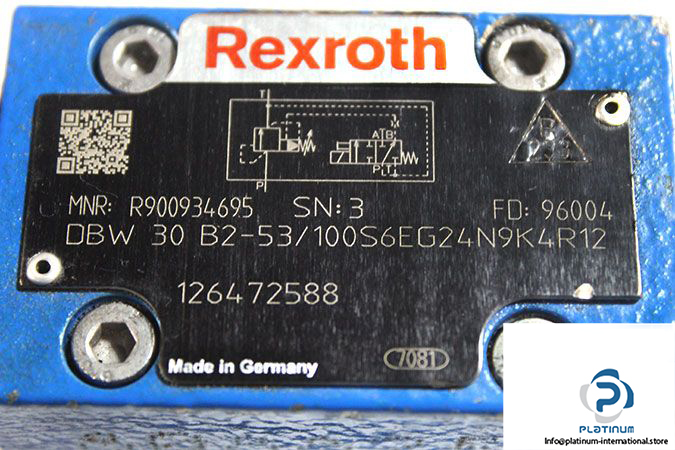 Rexroth
T
A B
P T
P
MNR: R900934695 SN: 3 FD: 96004
DBW 30 B2-53/100S6EG24N9K4R12
126472588
Made in Germany
7081
PLATINUM
Info@platinum-international.store